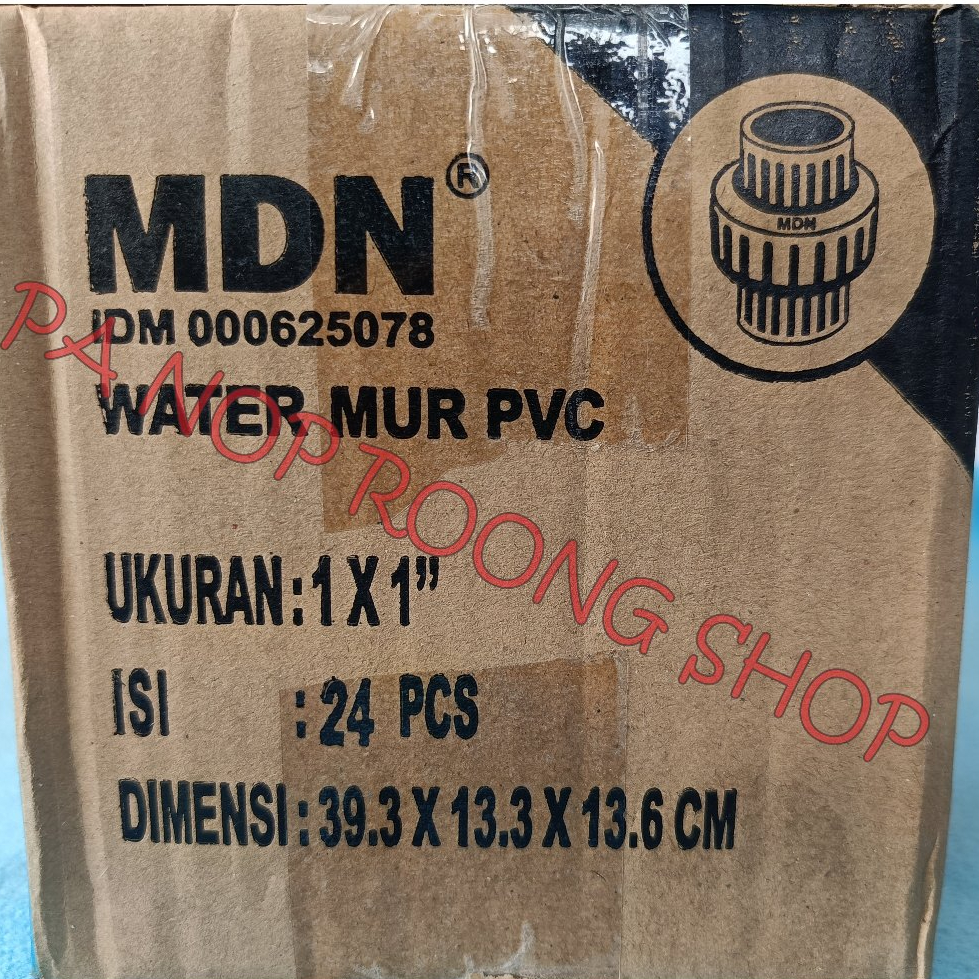 MDN®
IDM 000625078
WATER MUR PVC
UKURAN : 1 X 1”
ISI : 24 PCS
DIMENSI : 39.3 X 13.3 X 13.6 CM
MDN
PANOP ROONG SHOP